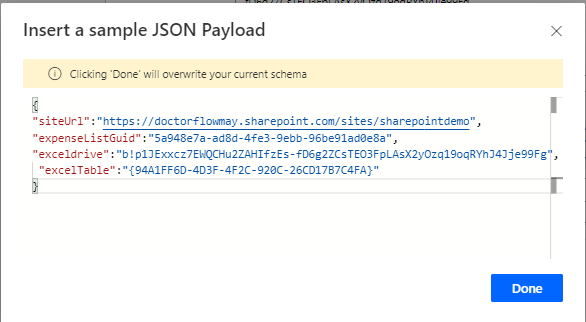 Insert a sample JSON Payload
Clicking 'Done' will overwrite your current schema
{
"siteUrl":"https://doctorflowmay.sharepoint.com/sites/sharepointdemo",
"expenseListGuid":"5a948e7a-ad8d-4fe3-9ebb-96be91ad0e8a",
"exceldrive":"b!p1JExxcz7EWQCHu2ZAHIfzEs-fD6g2ZCsTEO3FpLAsX2yOzq19oqRYhJ4Jje99Fg",
"excelTable":"{94A1FF6D-4D3F-4F2C-920C-26CD17B7C4FA}"
}
Done